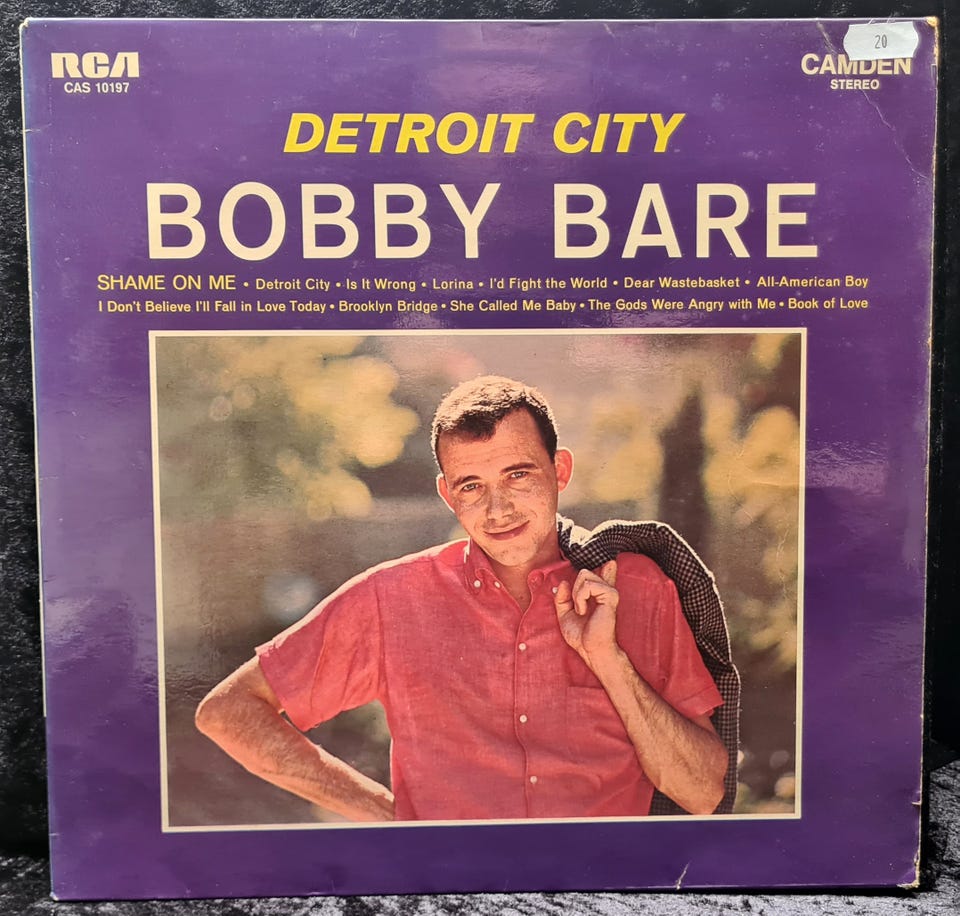 RCA
CAS 10197
20
CAMDEN
STEREO
DETROIT CITY
BOBBY BARE
SHAME ON ME • Detroit City • Is It Wrong • Lorina • I'd Fight the World • Dear Wastebasket • All-American Boy
I Don't Believe I'll Fall in Love Today • Brooklyn Bridge • She Called Me Baby • The Gods Were Angry with Me • Book of Love